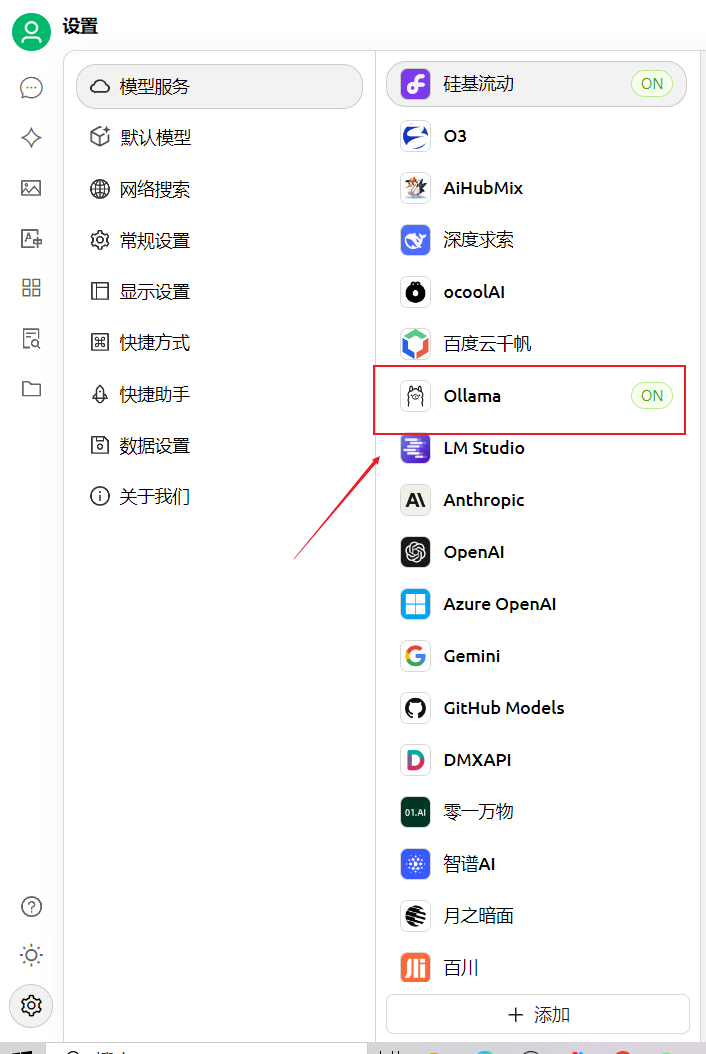 设置
模型服务
默认模型
网络搜索
常规设置
显示设置
快捷方式
快捷助手
数据设置
关于我们
硅基流动 ON
O3
AiHubMix
深度求索
ocoolAI
百度云千帆
Ollama ON
LM Studio
Anthropic
OpenAI
Azure OpenAI
Gemini
GitHub Models
DMXAPI
01.AI 零一万物
智谱AI
月之暗面
百川
添加